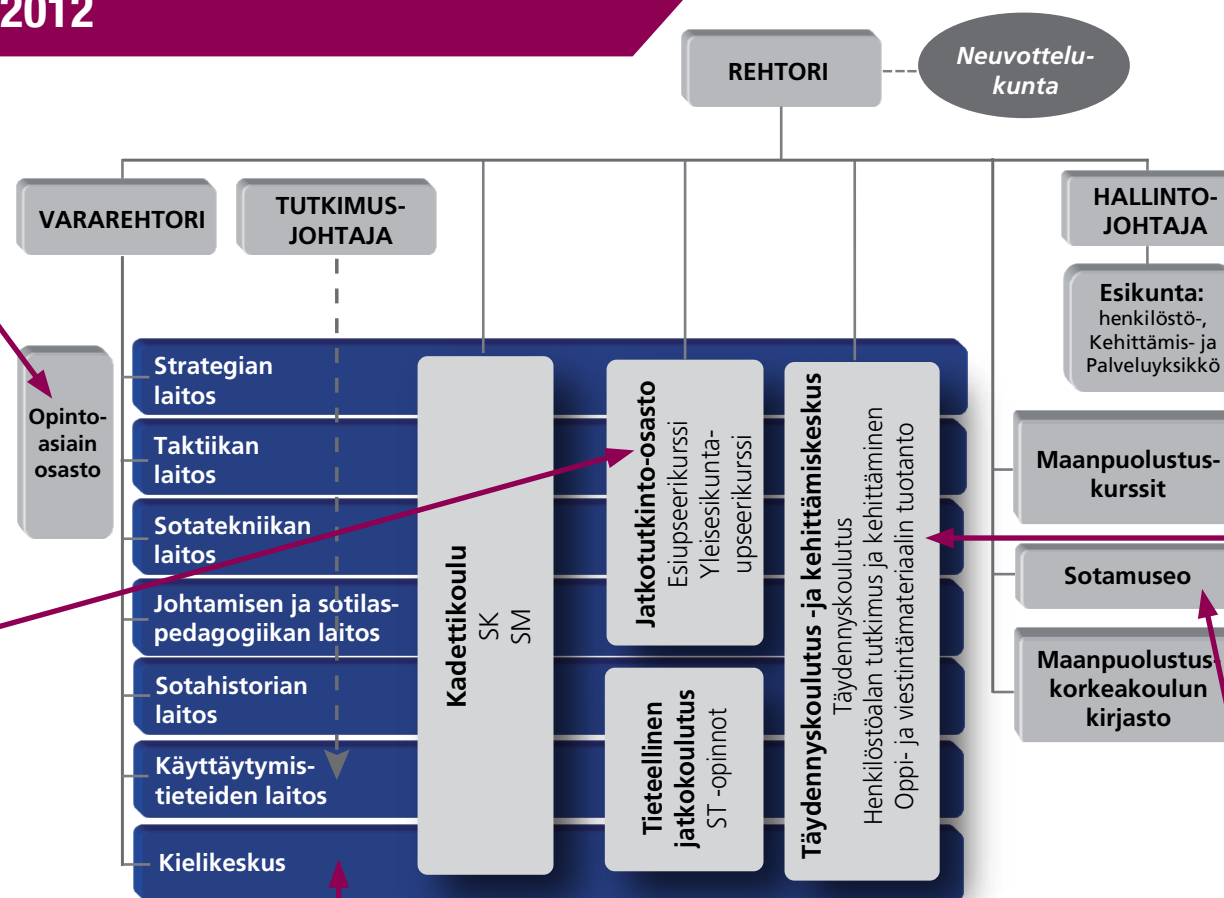 2012
REHTORI
Neuvottelu-
kunta
VARAREHTORI
TUTKIMUS-
JOHTAJA
HALLINTO-
JOHTAJA
Esikunta:
henkilöstö-,
Kehittämis- ja
Palveluyksikkö
Opinto-
asiain
osasto
Strategian
laitos
Taktiikan
laitos
Sotatekniikan
laitos
Johtamisen ja sotilas-
pedagogiikan laitos
Sotahistorian
laitos
Käyttäytymis-
tieteiden laitos
Kielikeskus
Kadettikoulu
SK
SM
Jatkotutkinto-osasto
Esiupseerikurssi
Yleisesikunta-
upseerikurssi
Tieteellinen
jatkokoulutus
ST -opinnot
Täydennyskoulutus -ja kehittämiskeskus
Täydennyskoulutus
Henkilöstöalan tutkimus ja kehittäminen
Oppi- ja viestintämateriaalin tuotanto
Maanpuolustus-
kurssit
Sotamuseo
Maanpuolustus-
korkeakoulun
kirjasto